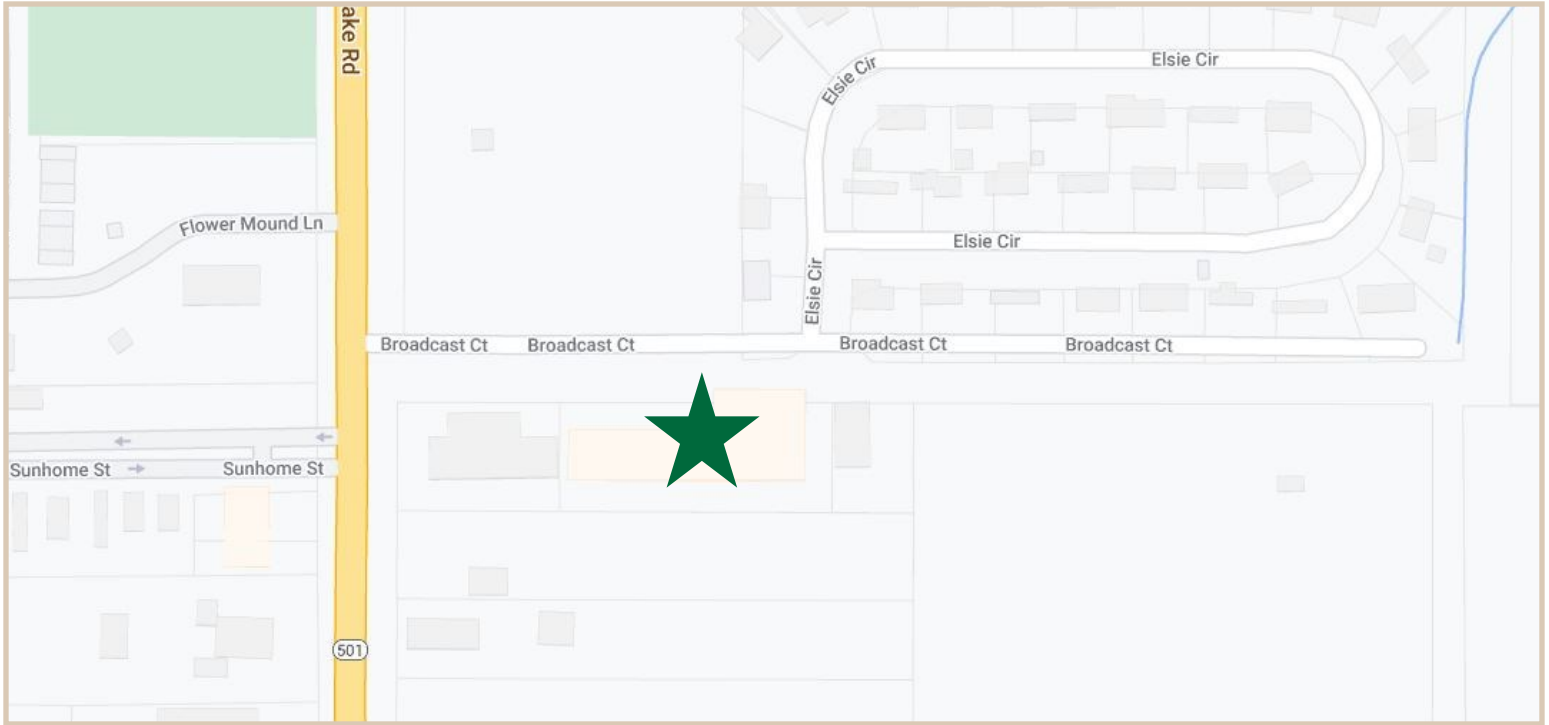 ake Rd
Elsie Cir
Elsie Cir
Flower Mound Ln
Elsie Cir
Elsie Cir
Broadcast Ct
Broadcast Ct
Broadcast Ct
Broadcast Ct
Sunhome St
Sunhome St
501